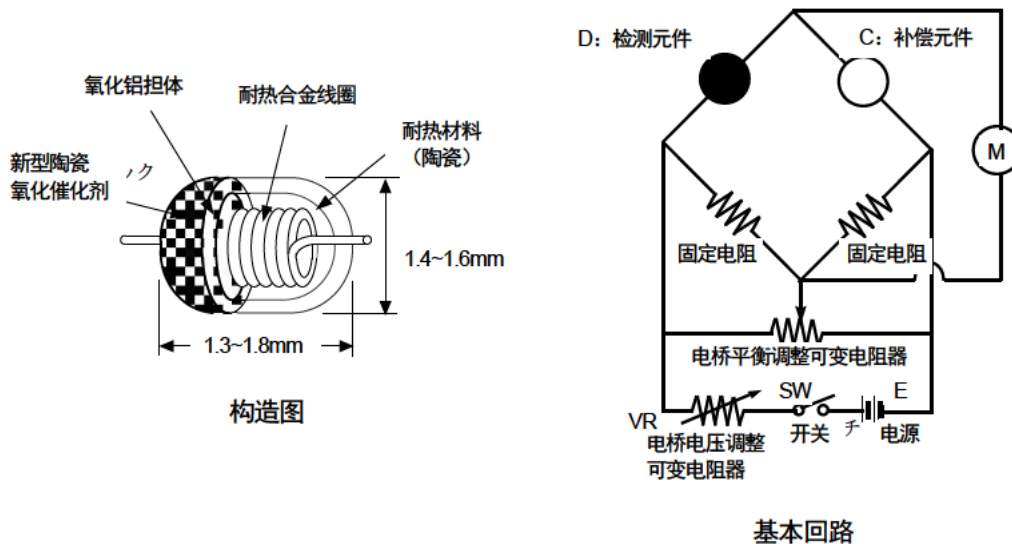 氧化铝担体
耐热合金线圈
耐热材料
（陶瓷）
新型陶瓷 ック
氧化催化剂
1.4~1.6mm
1.3~1.8mm
构造图
D：检测元件
C：补偿元件
M
固定电阻
固定电阻
电桥平衡调整可变电阻器
SW
E
VR
电桥电压调整
可变电阻器
开关
チ
电源
基本回路